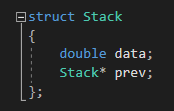 struct Stack
{
    double data;
    Stack* prev;
};